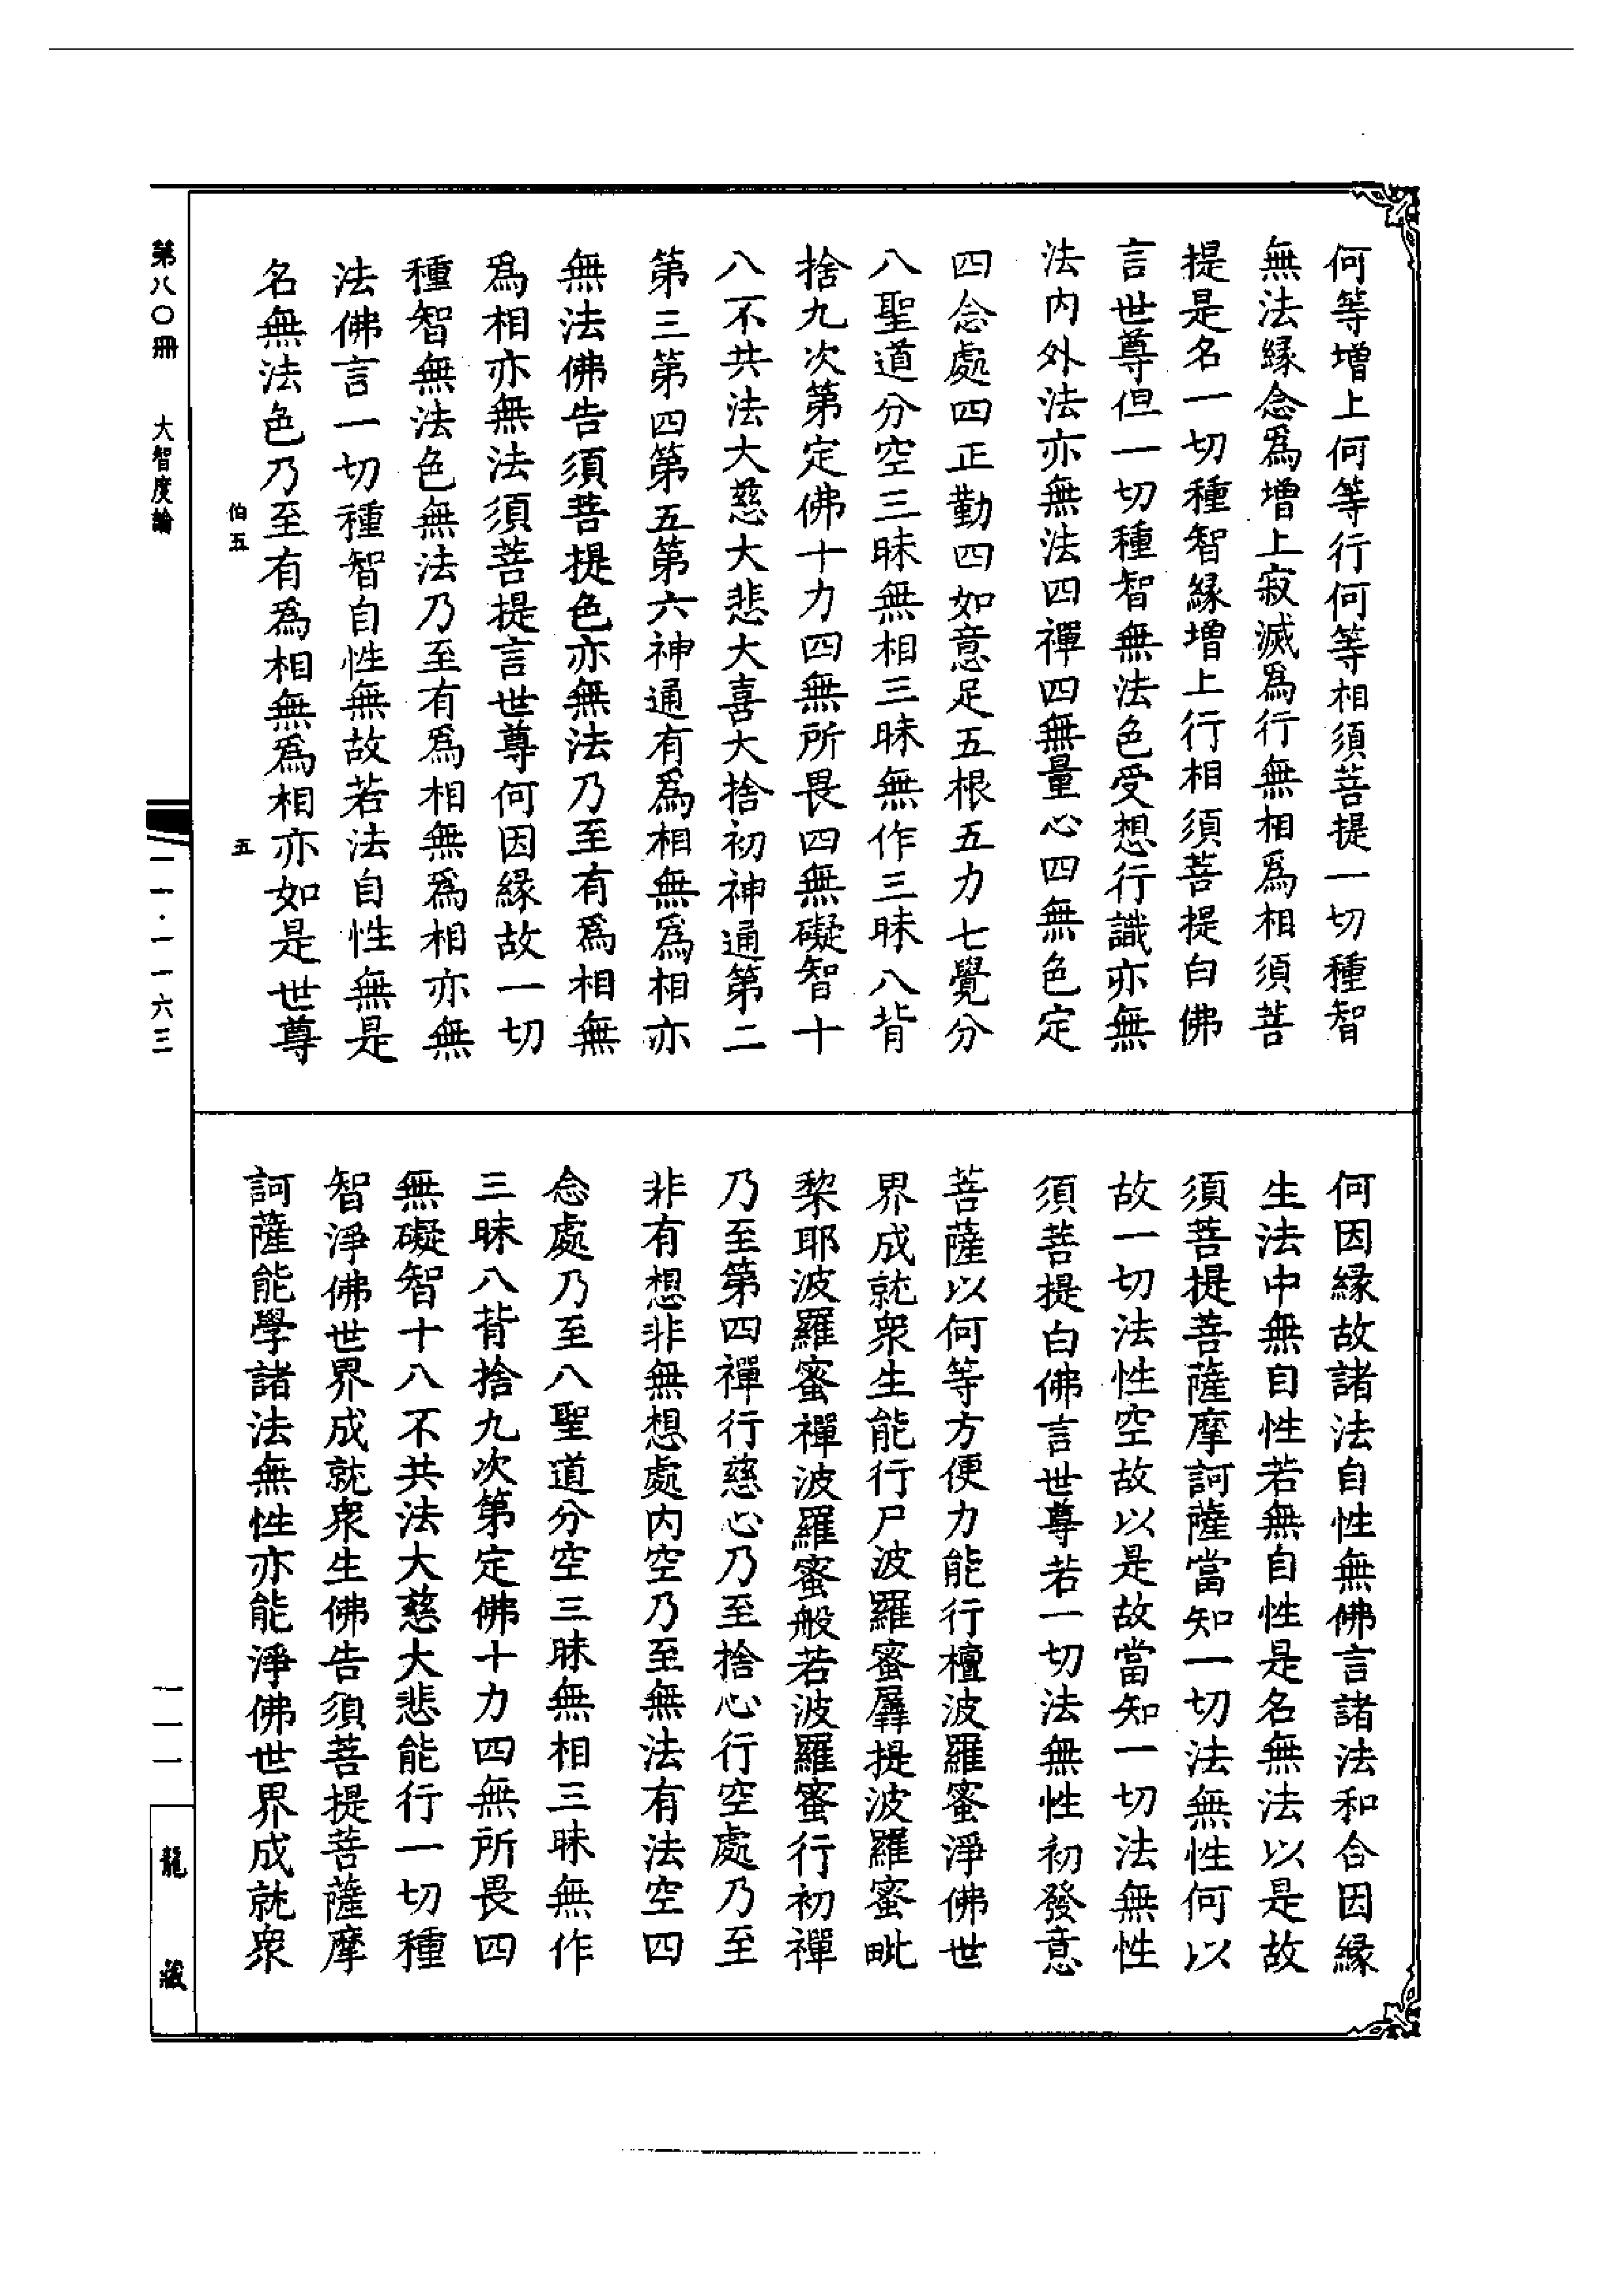 何等增上何等行何等相須菩提一切種智
無法緣念為增上寂滅為行無相為相須菩
提是名一切種智緣增上行相須菩提白佛
言世尊但一切種智無法色受想行識亦無
法內外法亦無法四禪四無量心四無色定
四念處四正勤四如意足五根五力七覺分
八聖道分空三昧無相三昧無作三昧八背
捨九次第定佛十力四無所畏四無礙智十
八不共法大慈大悲大喜大捨初神通第二
第三第四第五第六神通有為相無為相亦
無法佛告須菩提色亦無法乃至有為相無
為相亦無法須菩提言世尊何因緣故一切
種智無法色無法乃至有為相無為相亦無
法佛言一切種智自性無故若法自性無是
名無法色乃至有為相無為相亦如是世尊
伯五
五
何因緣故諸法自性無佛言諸法和合因緣
生法中無自性若無自性是名無法以是故
須菩提菩薩摩訶薩當知一切法無性何以
故一切法性空故以是故當知一切法無性
須菩提白佛言世尊若一切法無性初發意
菩薩以何等方便力能行檀波羅蜜淨佛世
界成就眾生能行尸波羅蜜羼提波羅蜜毗
梨耶波羅蜜禪波羅蜜般若波羅蜜行初禪
乃至第四禪行慈心乃至捨心行空處乃至
非有想非無想處內空乃至無法有法空四
念處乃至八聖道分空三昧無相三昧無作
三昧八背捨九次第定佛十力四無所畏四
無礙智十八不共法大慈大悲能行一切種
智淨佛世界成就眾生佛告須菩提菩薩摩
訶薩能學諸法無性亦能淨佛世界成就眾
第八〇冊 大智度論
一一·一一六三
一一一
龍藏